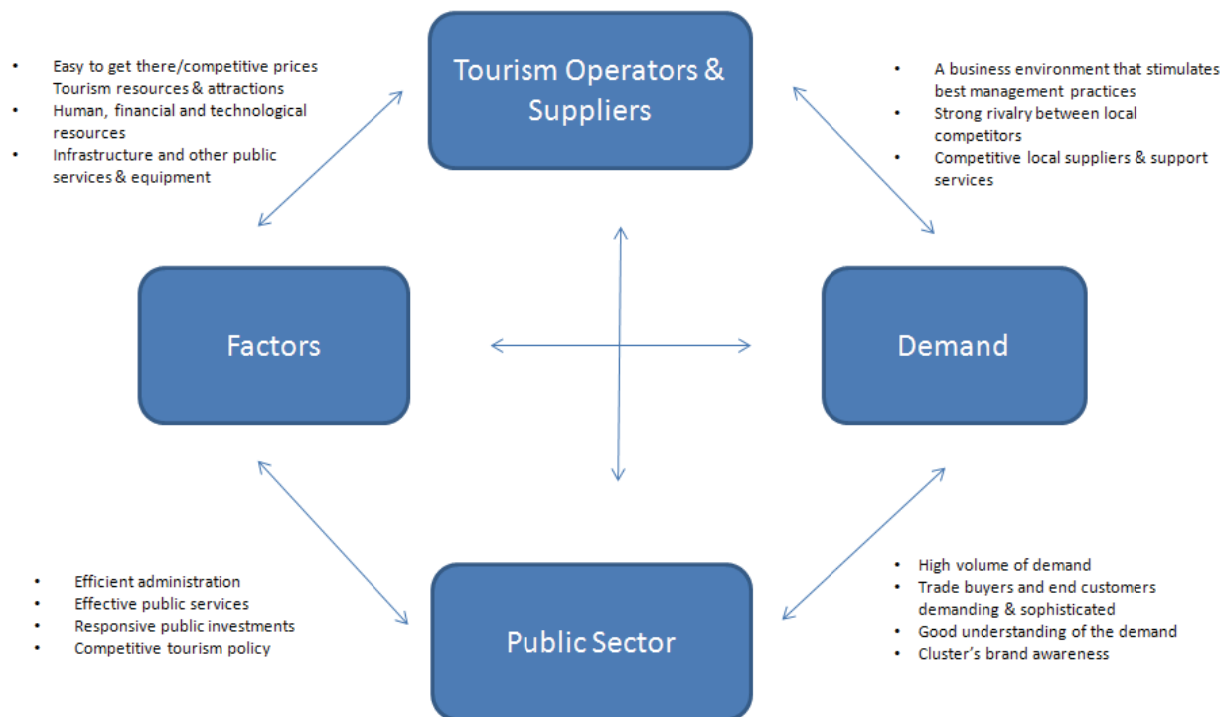 Tourism Operators &
Suppliers
• Easy to get there/competitive prices
Tourism resources & attractions
• Human, financial and technological
resources
• Infrastructure and other public
services & equipment
• A business environment that stimulates
best management practices
• Strong rivalry between local
competitors
• Competitive local suppliers & support
services
Factors
Demand
• Efficient administration
• Effective public services
• Responsive public investments
• Competitive tourism policy
Public Sector
• High volume of demand
• Trade buyers and end customers
demanding & sophisticated
• Good understanding of the demand
• Cluster’s brand awareness